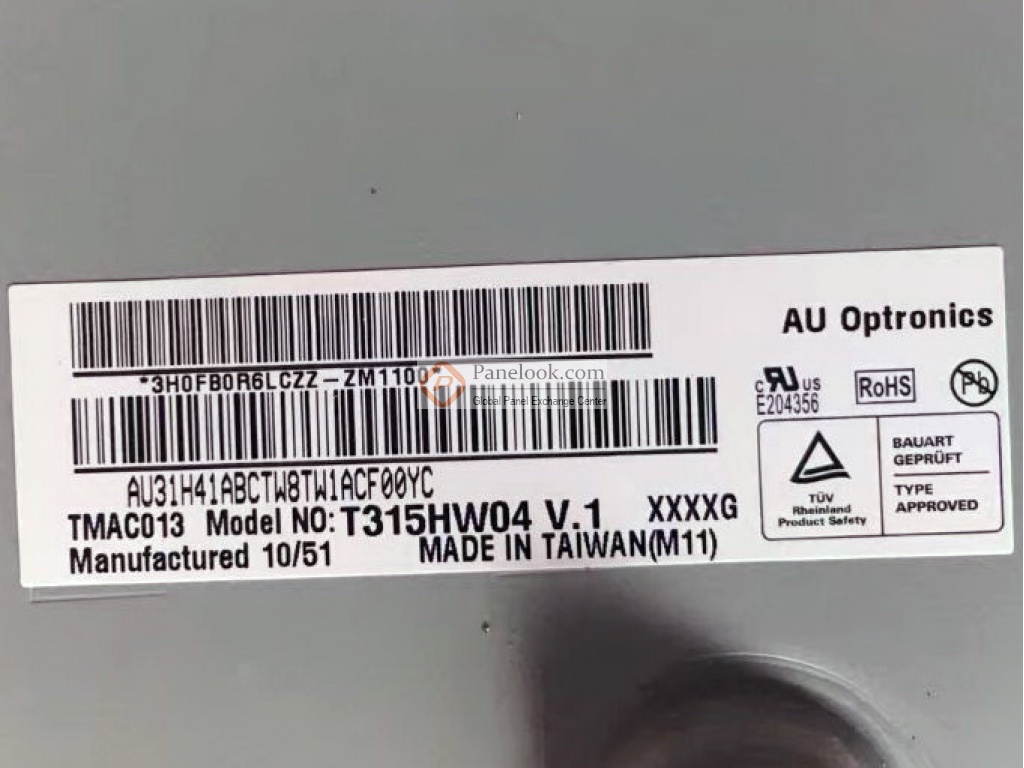 AU Optronics
*3H0FB0R6LCZZ-ZM1100*
Panelook.com
Global Panel Exchange Center
c UL US
E204356
RoHS
Pb
AU31H41ABCTW8TW1ACF00YC
TMAC013 Model NO: T315HW04 V.1 XXXXG
Manufactured 10/51 MADE IN TAIWAN(M11)
TÜV
Rheinland
Product Safety
BAUART
GEPRÜFT
TYPE
APPROVED